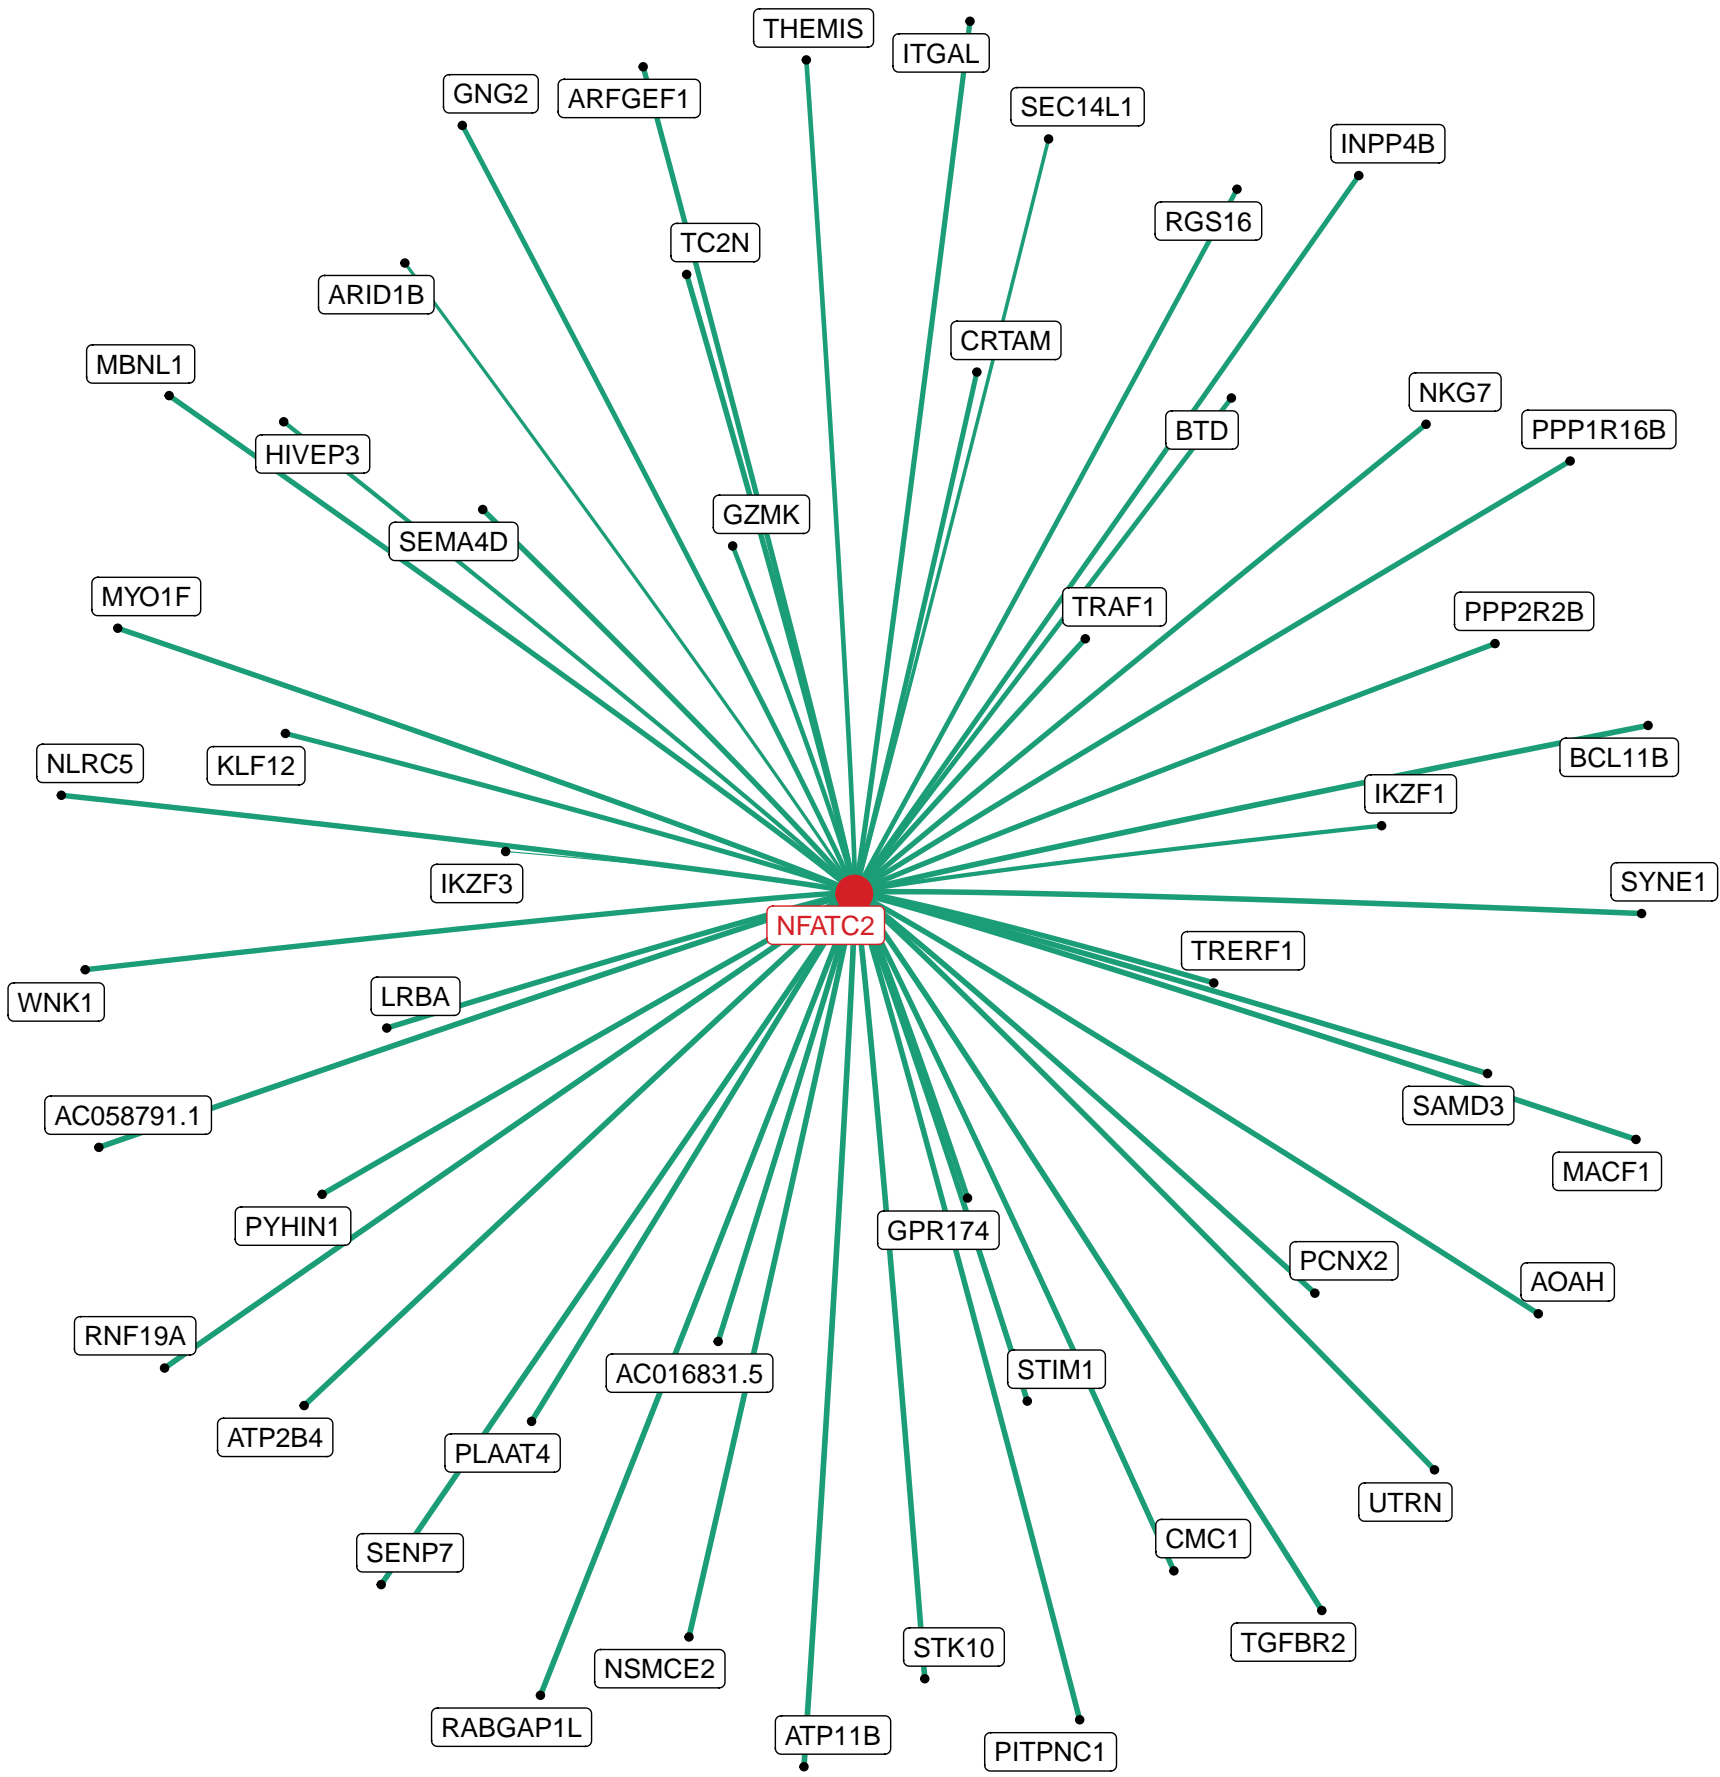 THEMIS
ITGAL
GNG2
ARFGEF1
SEC14L1
INPP4B
RGS16
TC2N
ARID1B
CRTAM
MBNL1
NKG7
BTD
PPP1R16B
HIVEP3
GZMK
SEMA4D
MYO1F
TRAF1
PPP2R2B
NLRC5
KLF12
BCL11B
IKZF1
IKZF3
SYNE1
NFATC2
TRERF1
LRBA
WNK1
SAMD3
AC058791.1
MACF1
PYHIN1
GPR174
PCNX2
AOAH
RNF19A
AC016831.5
STIM1
ATP2B4
PLAAT4
UTRN
CMC1
SENP7
TGFBR2
STK10
NSMCE2
RABGAP1L
ATP11B
PITPNC1